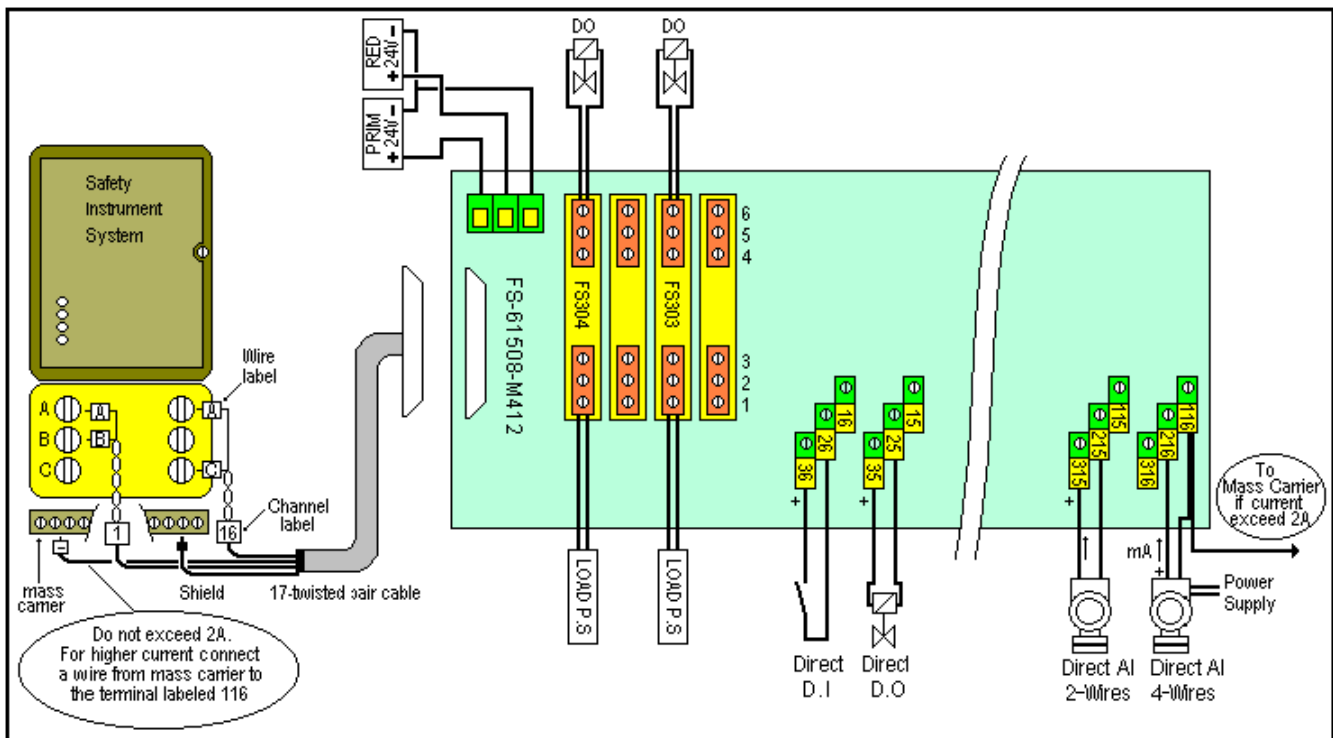 RED
+ 24V -
PRIM
+ 24V -
DO
DO
Safety
Instrument
System
Wire
label
A
B
C
A
B
A
C
1
16
Channel
label
-
mass
carrier
Shield
17-twisted pair cable
Do not exceed 2A.
For higher current connect
a wire from mass carrier to
the terminal labeled 116
FS-61508-M412
FS304
FS303
6
5
4
3
2
1
LOAD P.S
LOAD P.S
16
26
36
+
15
25
35
+
Direct
D.I
Direct
D.O
115
215
315
+
116
216
316
mA
+
To
Mass Carrier
if current
exceed 2A
Power
Supply
Direct AI
2-Wires
Direct AI
4-Wires